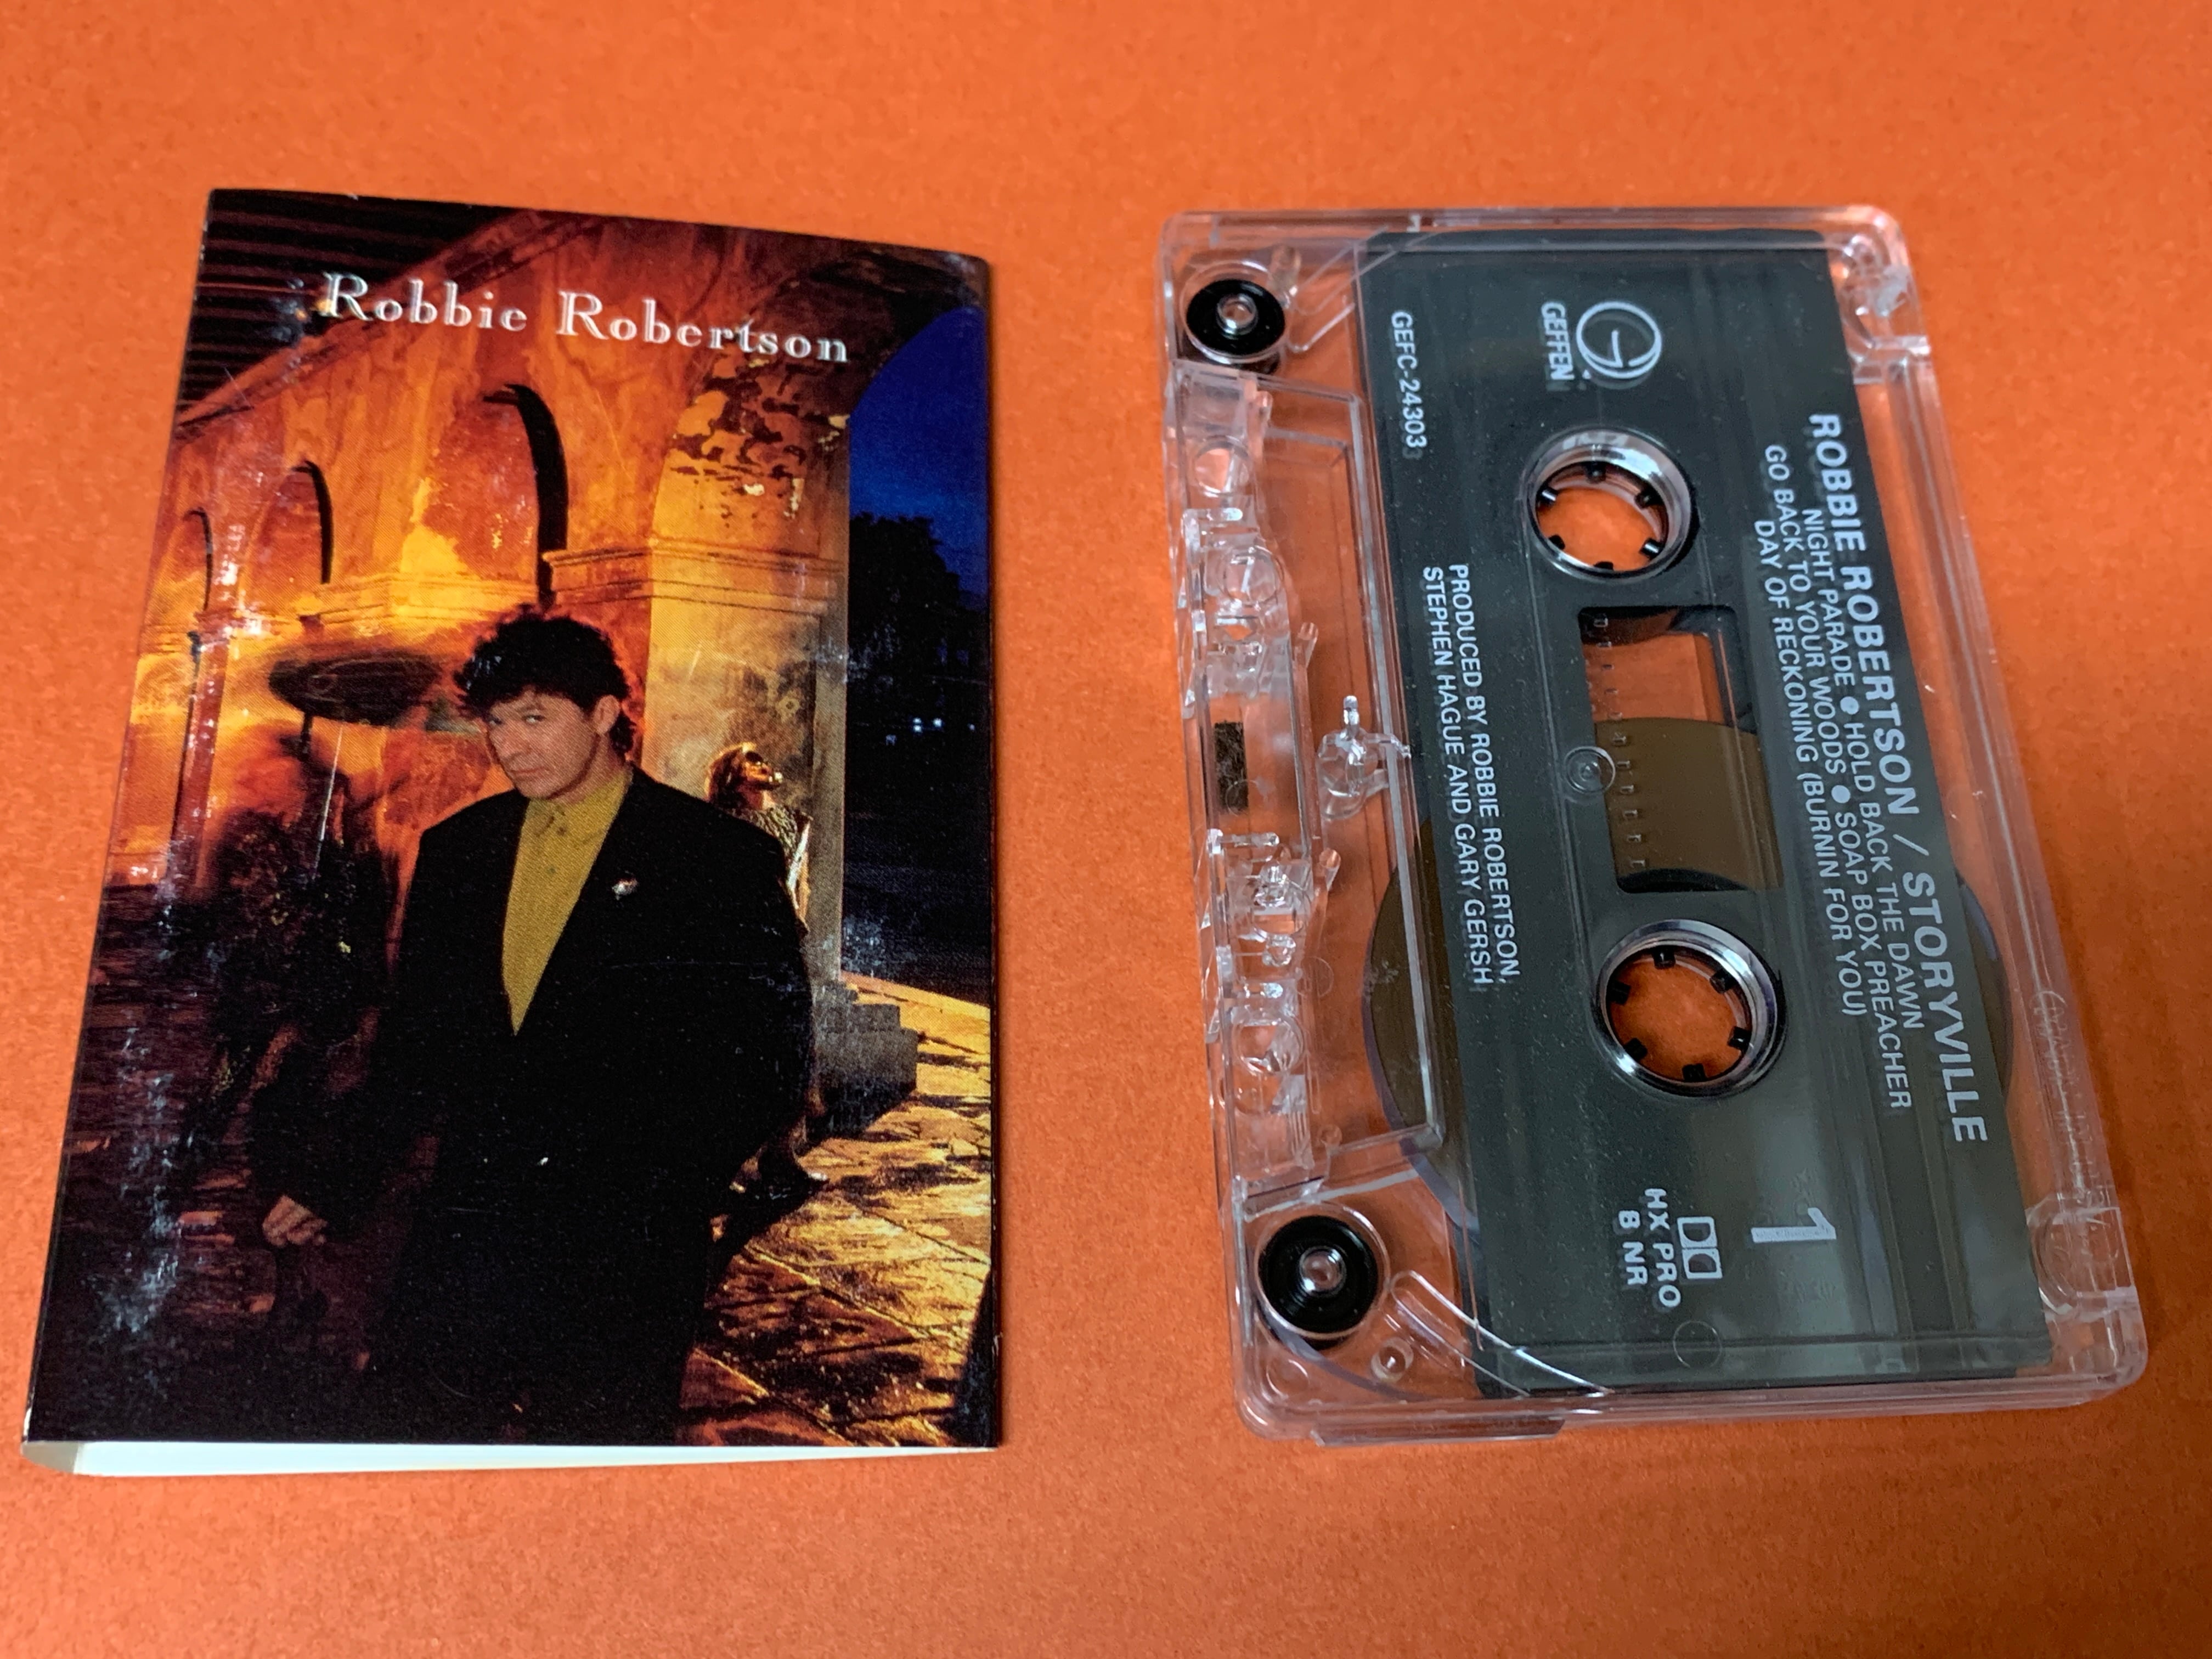 Robbie Robertson
ROBBIE ROBERTSON / STORYVILLE
NIGHT PARADE ● HOLD BACK THE DAWN
GO BACK TO YOUR WOODS ● SOAP BOX PREACHER
DAY OF RECKONING (BURNIN FOR YOU)
GEFFEN
1
HX PRO
B NR
GEFC-24303
PRODUCED BY ROBBIE ROBERTSON,
STEPHEN HAGUE AND GARY GERSH